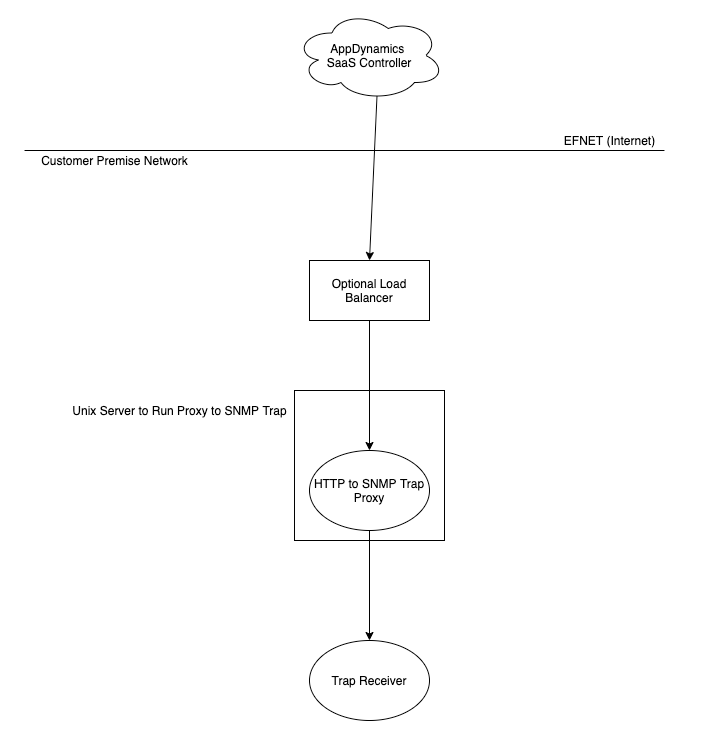 AppDynamics
SaaS Controller
EFNET (Internet)
Customer Premise Network
Optional Load
Balancer
Unix Server to Run Proxy to SNMP Trap
HTTP to SNMP Trap
Proxy
Trap Receiver